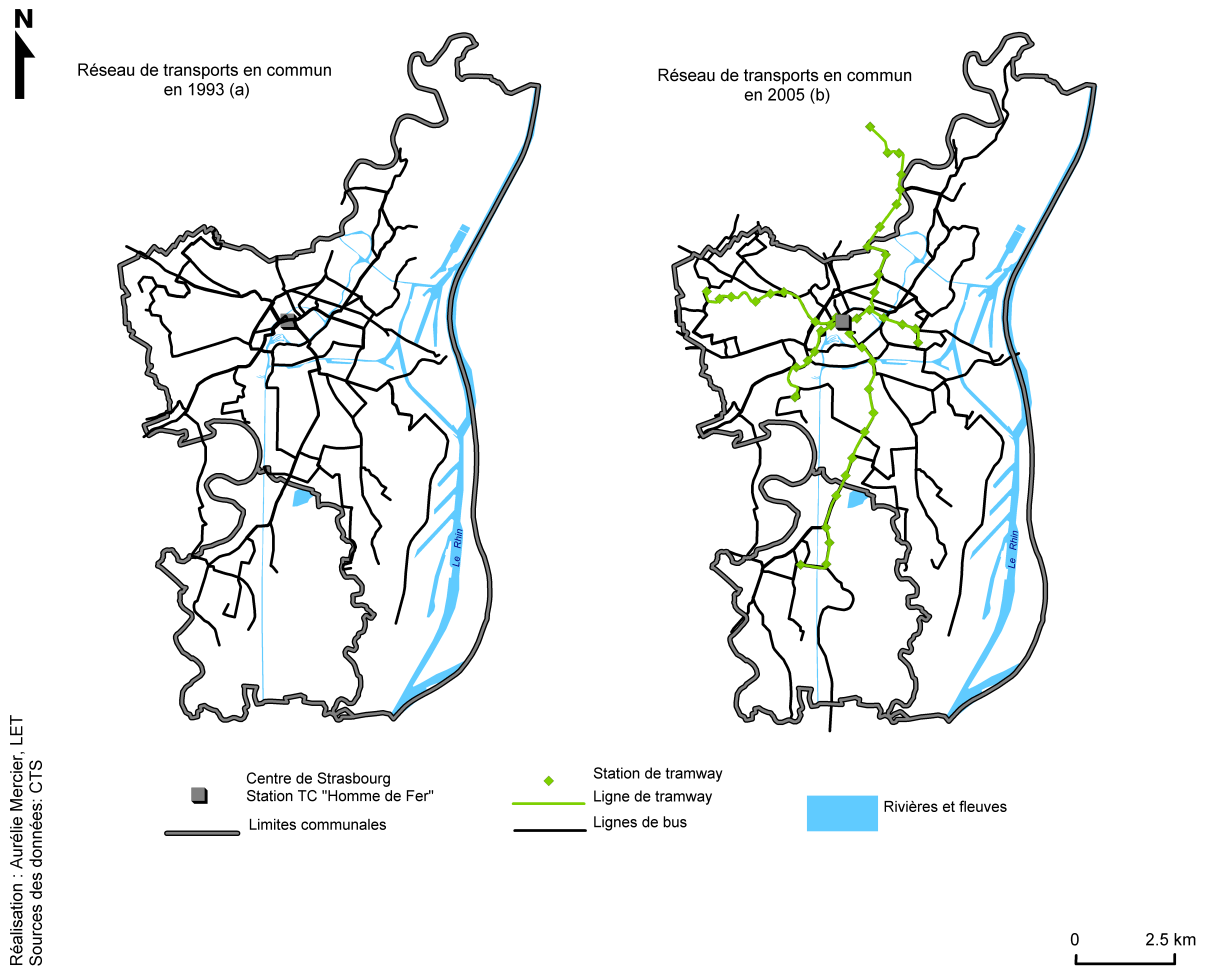 N
Réseau de transports en commun
en 1993 (a)
Réseau de transports en commun
en 2005 (b)
Le Rhin
Le Rhin
Centre de Strasbourg
Station TC "Homme de Fer"
Limites communales
Station de tramway
Ligne de tramway
Lignes de bus
Rivières et fleuves
Réalisation : Aurélie Mercier, LET
Sources des données: CTS
0 2.5 km